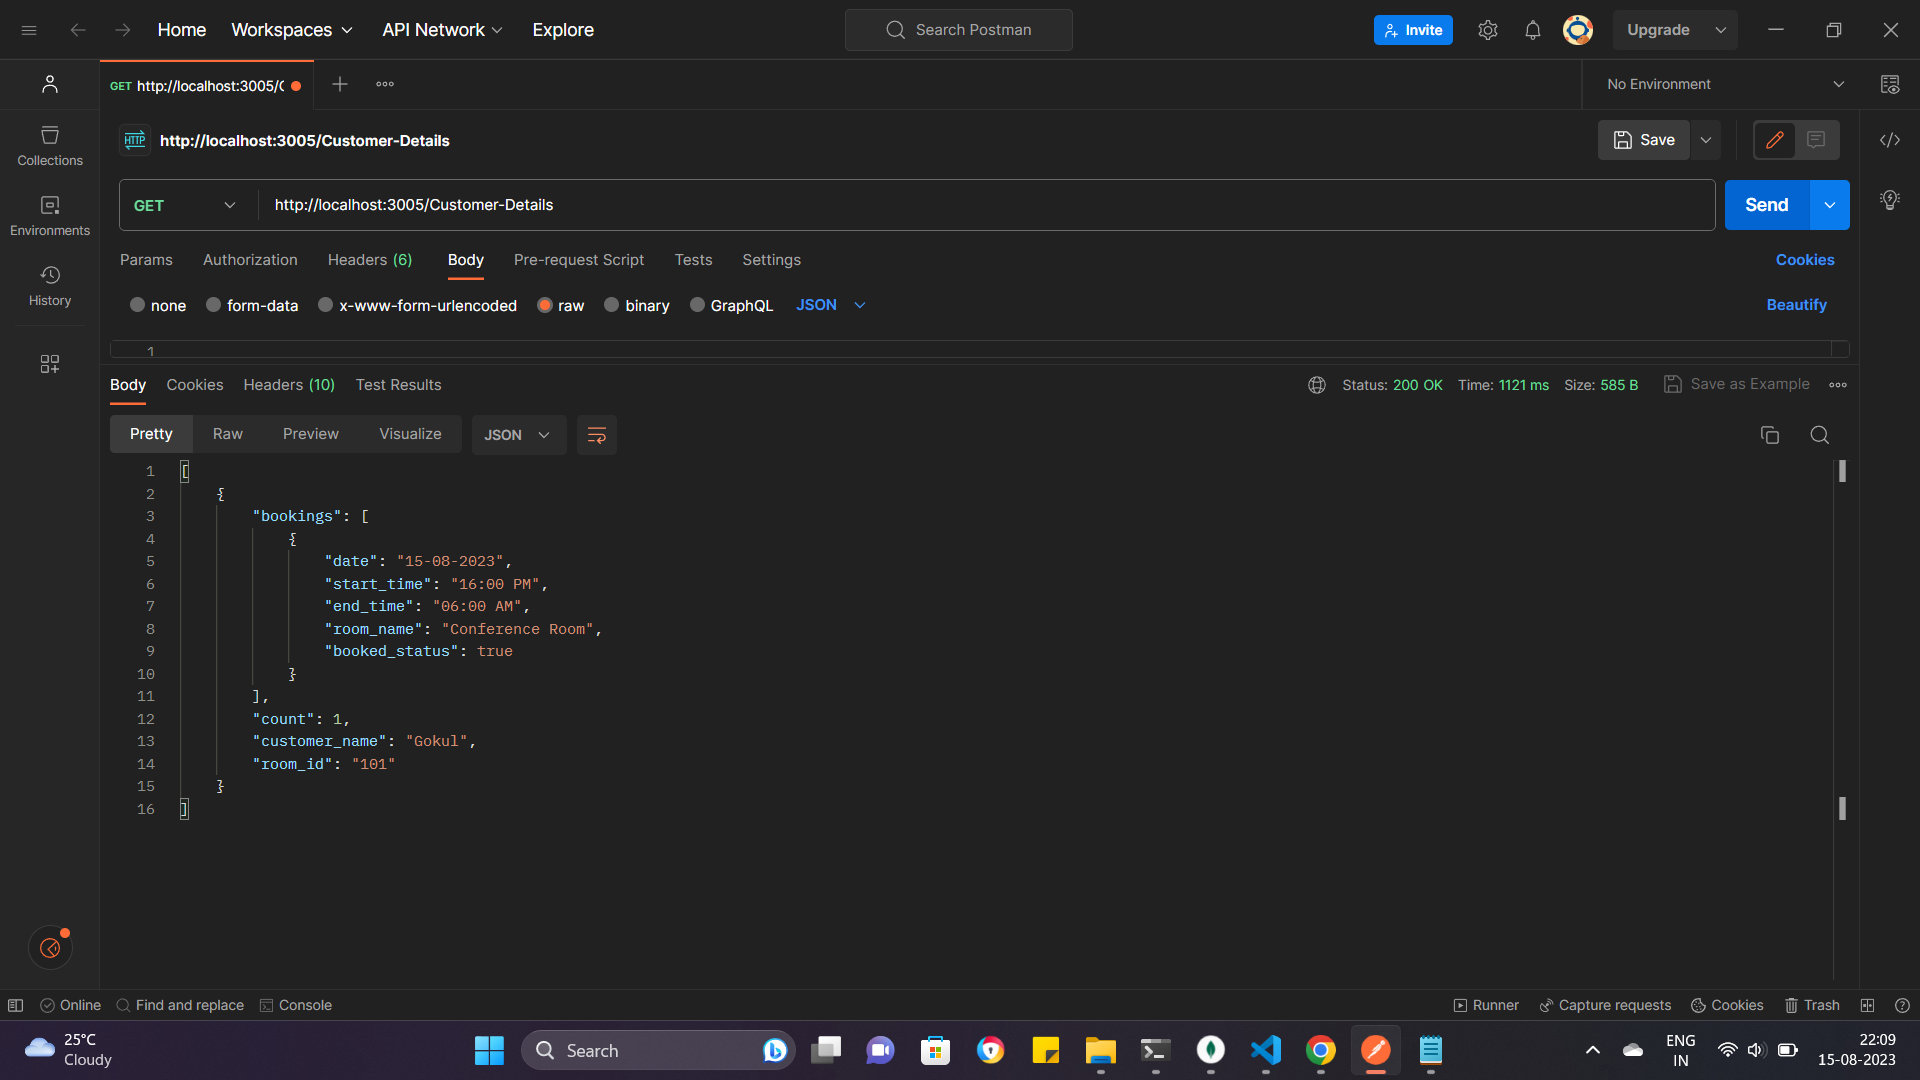 Home Workspaces API Network Explore Search Postman Invite Upgrade
GET http://localhost:3005/C No Environment
HTTP http://localhost:3005/Customer-Details Save
Collections
GET http://localhost:3005/Customer-Details Send
Environments
Params Authorization Headers (6) Body Pre-request Script Tests Settings Cookies
History
none form-data x-www-form-urlencoded raw binary GraphQL JSON Beautify
1
Body Cookies Headers (10) Test Results Status: 200 OK Time: 1121 ms Size: 585 B Save as Example
Pretty Raw Preview Visualize JSON
1 [
2 {
3 "bookings": [
4 {
5 "date": "15-08-2023",
6 "start_time": "16:00 PM",
7 "end_time": "06:00 AM",
8 "room_name": "Conference Room",
9 "booked_status": true
10 }
11 ],
12 "count": 1,
13 "customer_name": "Gokul",
14 "room_id": "101"
15 }
16 ]
Online Find and replace Console Runner Capture requests Cookies Trash
25°C
Cloudy
Search
ENG
IN
22:09
15-08-2023